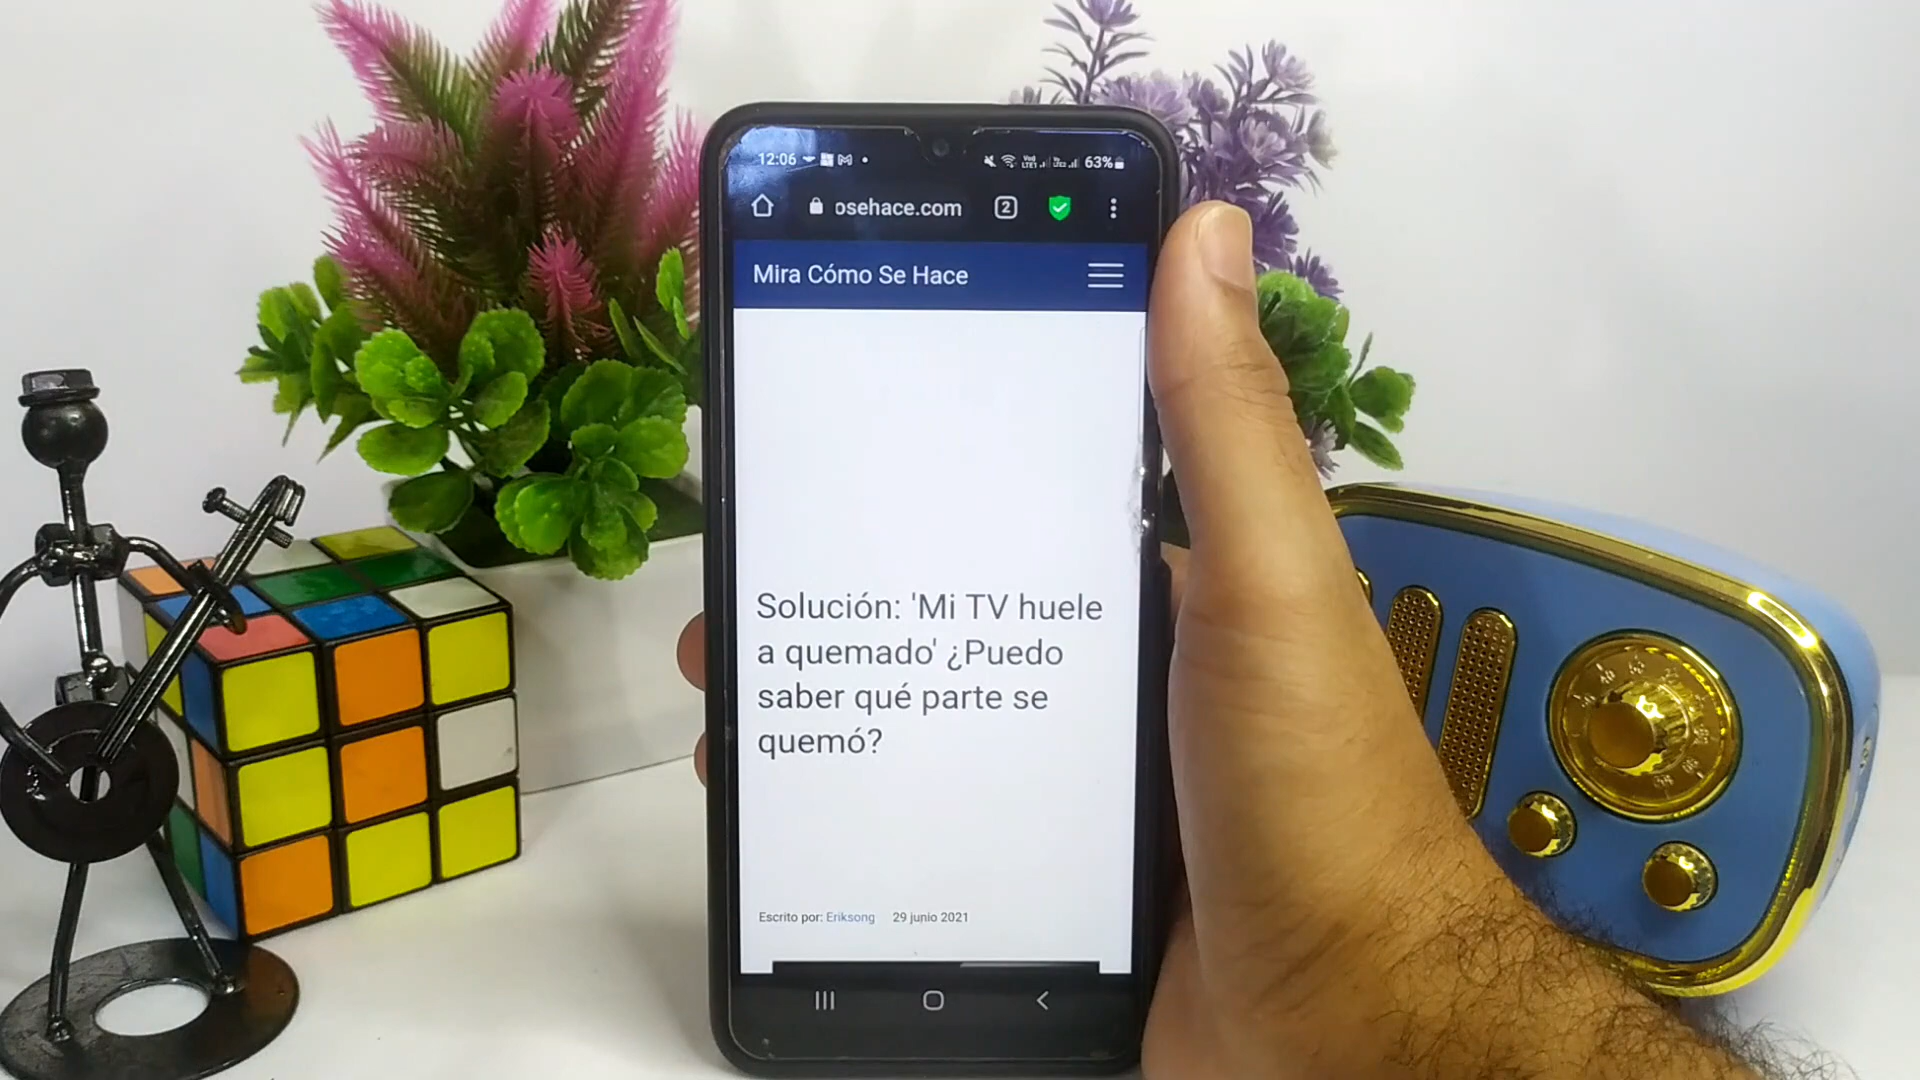 12:06
63%
osehace.com
2
Mira Cómo Se Hace
Solución: 'Mi TV huele
a quemado' ¿Puedo
saber qué parte se
quemó?
Escrito por: Eriksong 29 junio 2021